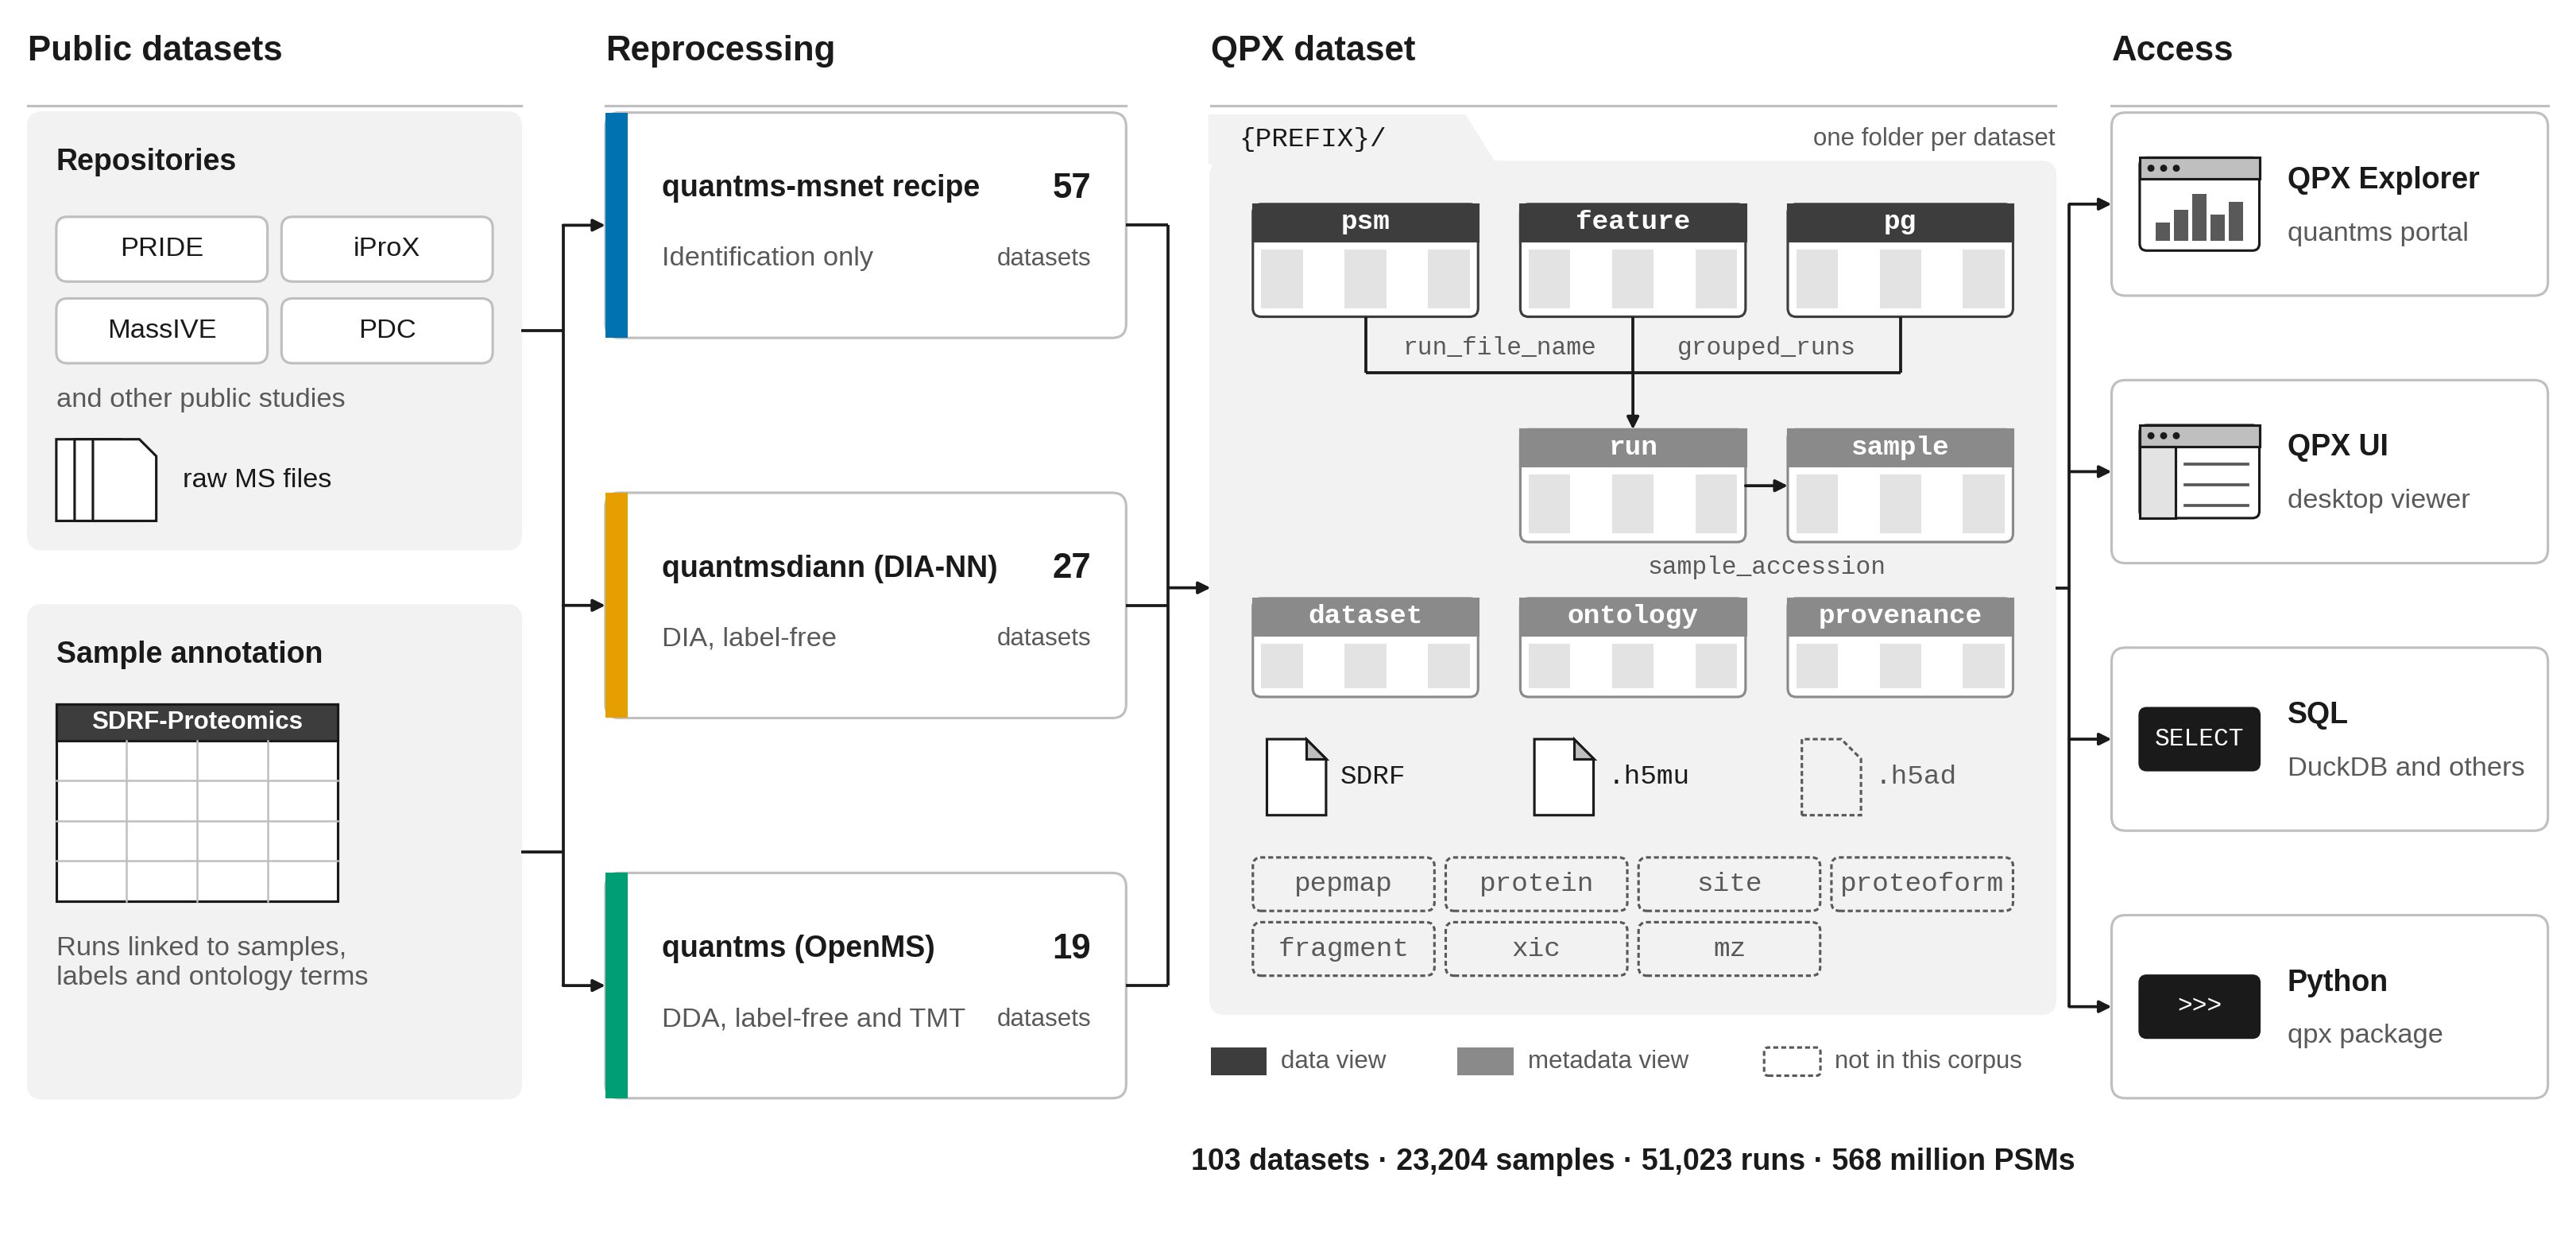 Public datasets
Repositories
PRIDE
iProX
MassIVE
PDC
and other public studies
raw MS files
Sample annotation
SDRF-Proteomics
Runs linked to samples,
labels and ontology terms
Reprocessing
quantms-msnet recipe
57
Identification only
datasets
quantmsdiann (DIA-NN)
27
DIA, label-free
datasets
quantms (OpenMS)
19
DDA, label-free and TMT
datasets
QPX dataset
{PREFIX}/
one folder per dataset
psm
feature
pg
run_file_name
grouped_runs
run
sample
sample_accession
dataset
ontology
provenance
SDRF
.h5mu
.h5ad
pepmap
protein
site
proteoform
fragment
xic
mz
data view
metadata view
not in this corpus
103 datasets · 23,204 samples · 51,023 runs · 568 million PSMs
Access
QPX Explorer
quantms portal
QPX UI
desktop viewer
SELECT
SQL
DuckDB and others
>>>
Python
qpx package